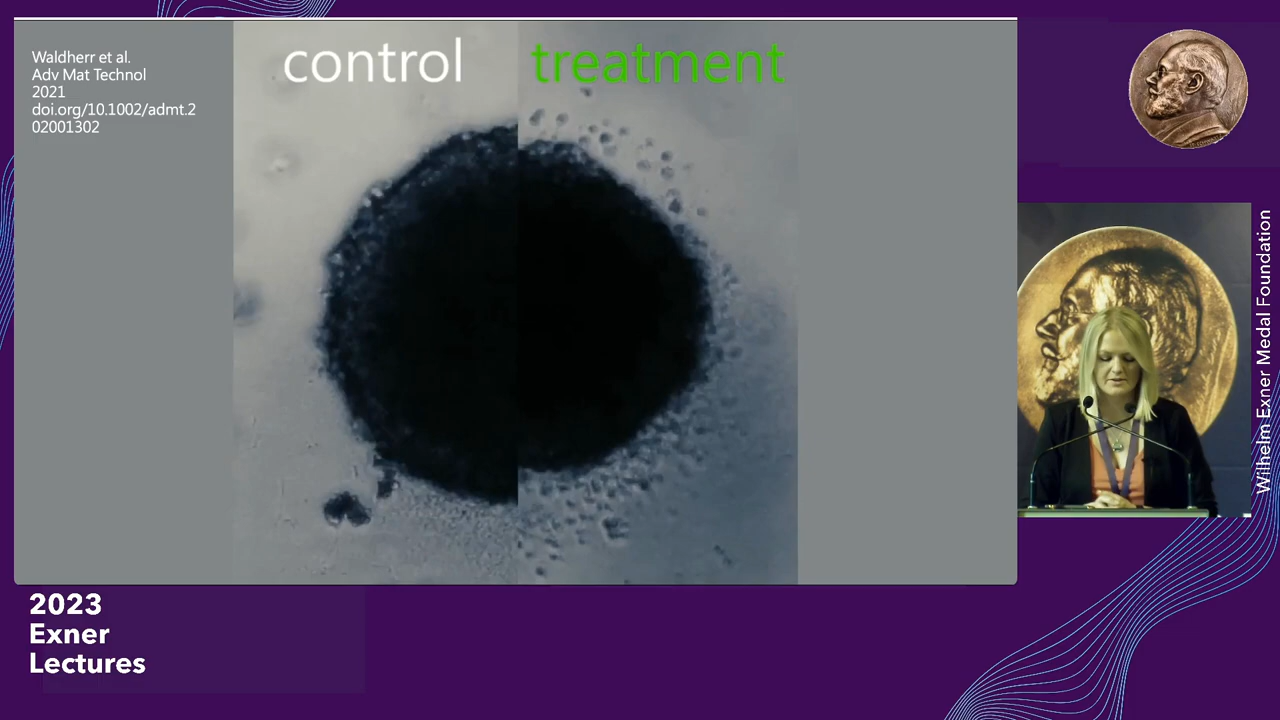 control
treatment
Waldherr et al.
Adv Mat Technol
2021
doi.org/10.1002/admt.2
02001302
Wilhelm Exner Medal Foundation
2023
Exner
Lectures